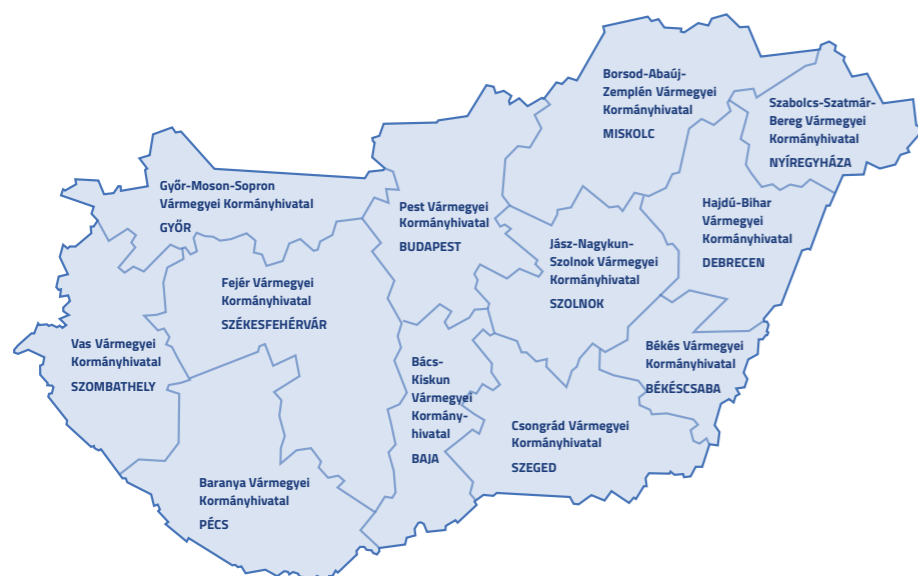 Borsod-Abaúj-
Zemplén Vármegyei
Kormányhivatal
MISKOLC
Szabolcs-Szatmár-
Bereg Vármegyei
Kormányhivatal
NYÍREGYHÁZA
Győr-Moson-Sopron
Vármegyei Kormányhivatal
GYŐR
Pest Vármegyei
Kormányhivatal
BUDAPEST
Hajdú-Bihar
Vármegyei
Kormányhivatal
DEBRECEN
Jász-Nagykun-
Szolnok Vármegyei
Kormányhivatal
SZOLNOK
Fejér Vármegyei
Kormányhivatal
SZÉKESFEHÉRVÁR
Vas Vármegyei
Kormányhivatal
SZOMBATHELY
Bács-
Kiskun
Vármegyei
Kormány-
hivatal
BAJA
Békés Vármegyei
Kormányhivatal
BÉKÉSCSABA
Csongrád Vármegyei
Kormányhivatal
SZEGED
Baranya Vármegyei
Kormányhivatal
PÉCS